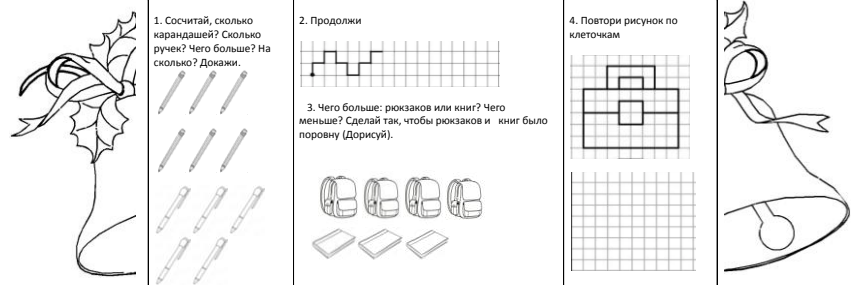 1. Сосчитай, сколько
карандашей? Сколько
ручек? Чего больше? На
сколько? Докажи.
2. Продолжи
3. Чего больше: рюкзаков или книг? Чего
меньше? Сделай так, чтобы рюкзаков и книг было
поровну (Дорисуй).
4. Повтори рисунок по
клеточкам